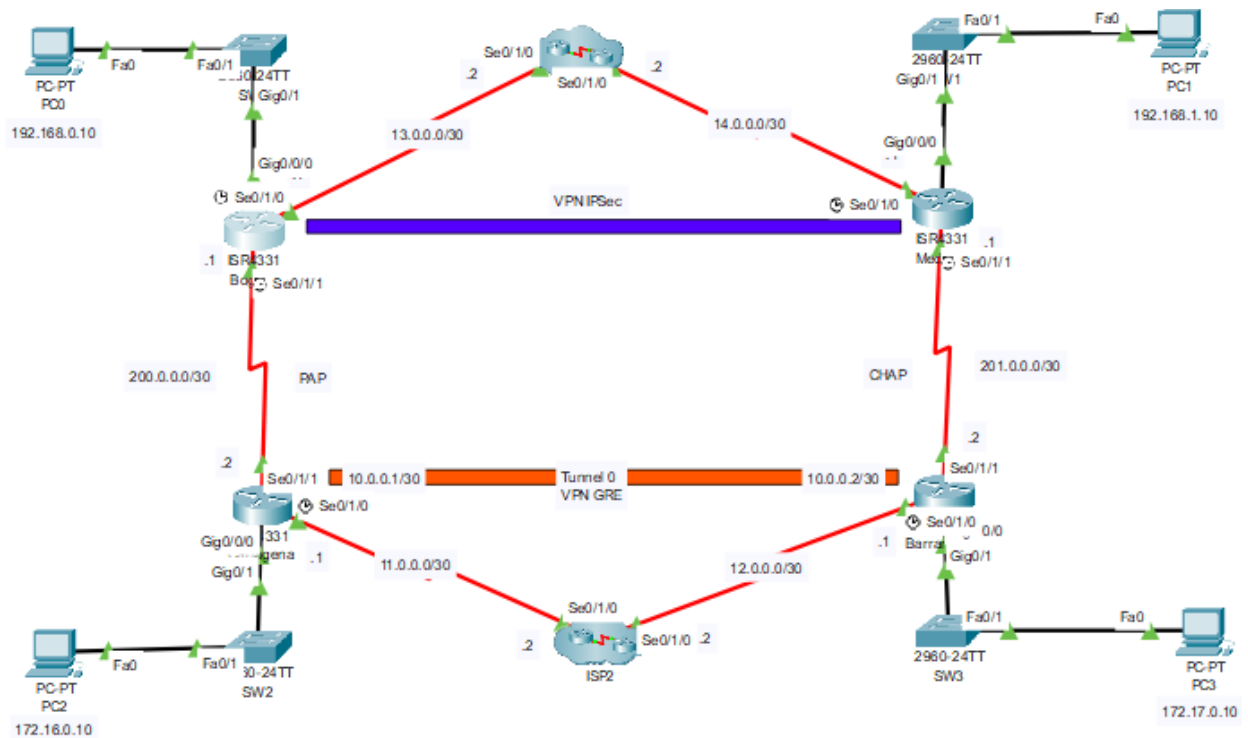 Fa0
Fa0/1
PC-PT
PC0
192.168.0.10
Gig0/1
Gig0/0/0
Se0/1/0
.2
Se0/1/0
.2
13.0.0.0/30
14.0.0.0/30
Fa0/1
Fa0
2960-24TT
Gig0/1
PC-PT
PC1
192.168.1.10
Gig0/0/0
Se0/1/0
VPN IPSec
Se0/1/0
ISR4331
.1
Se0/1/1
ISR4331
.1
Se0/1/1
200.0.0.0/30
PAP
CHAP
201.0.0.0/30
.2
Se0/1/1
10.0.0.1/30
Tunnel 0
VPN GRE
10.0.0.2/30
.2
Se0/1/1
Se0/1/0
331
Gig0/0/0
Gig0/1
.1
11.0.0.0/30
12.0.0.0/30
.1
Se0/1/0
0/0
Gig0/1
Se0/1/0
.2
ISP2
Se0/1/0
.2
Fa0
Fa0/1
SW2
PC-PT
PC2
172.16.0.10
Fa0/1
2960-24TT
SW3
Fa0
PC-PT
PC3
172.17.0.10